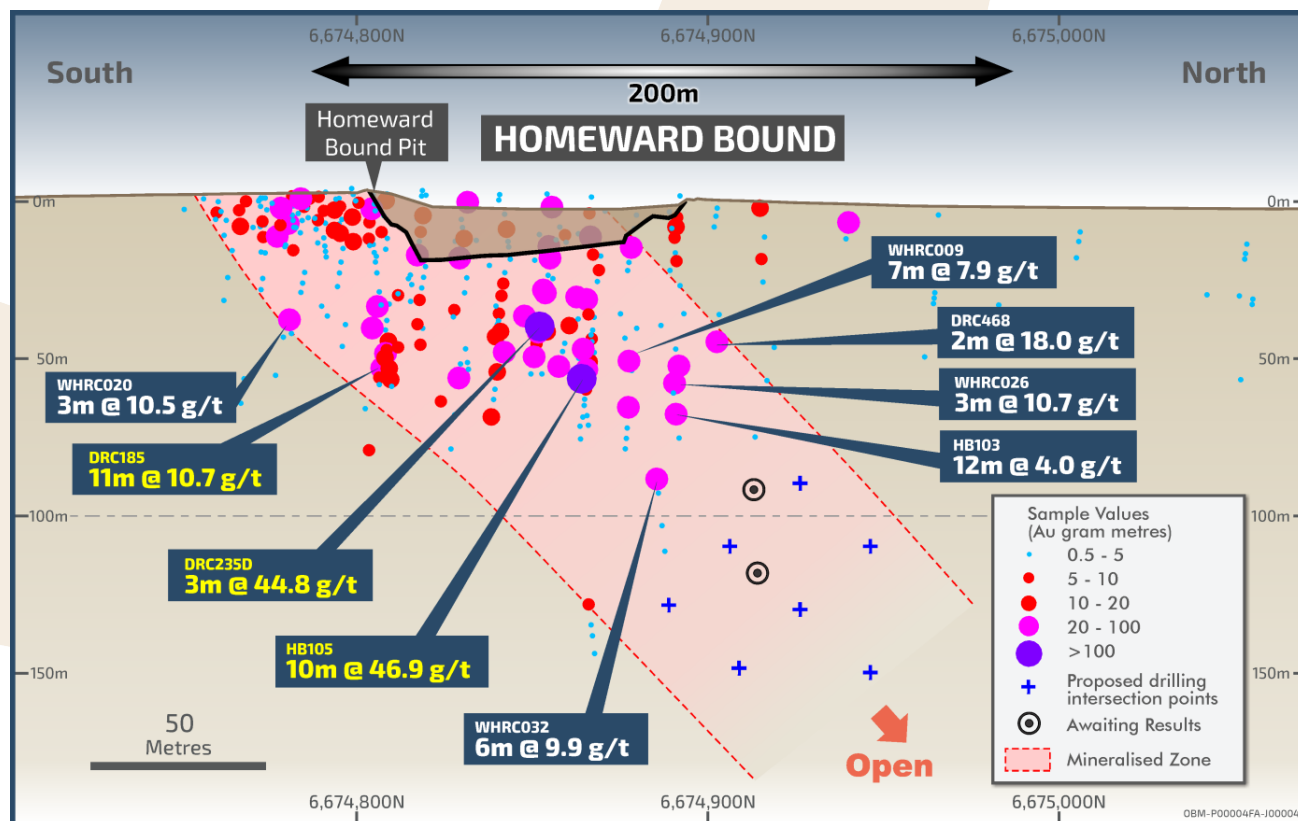 6,674,800N
6,674,900N
6,675,000N
South
North
200m
Homeward
Bound Pit
HOMEWARD BOUND
0m
0m
WHRC009
7m @ 7.9 g/t
DRC468
2m @ 18.0 g/t
50m
50m
WHRC020
3m @ 10.5 g/t
WHRC026
3m @ 10.7 g/t
DRC185
11m @ 10.7 g/t
HB103
12m @ 4.0 g/t
100m
100m
DRC235D
3m @ 44.8 g/t
HB105
10m @ 46.9 g/t
150m
150m
WHRC032
6m @ 9.9 g/t
50
Metres
Open
Sample Values
(Au gram metres)
0.5 - 5
5 - 10
10 - 20
20 - 100
>100
Proposed drilling
intersection points
Awaiting Results
Mineralised Zone
6,674,800N
6,674,900N
6,675,000N
OBM-P00004FA-J00004